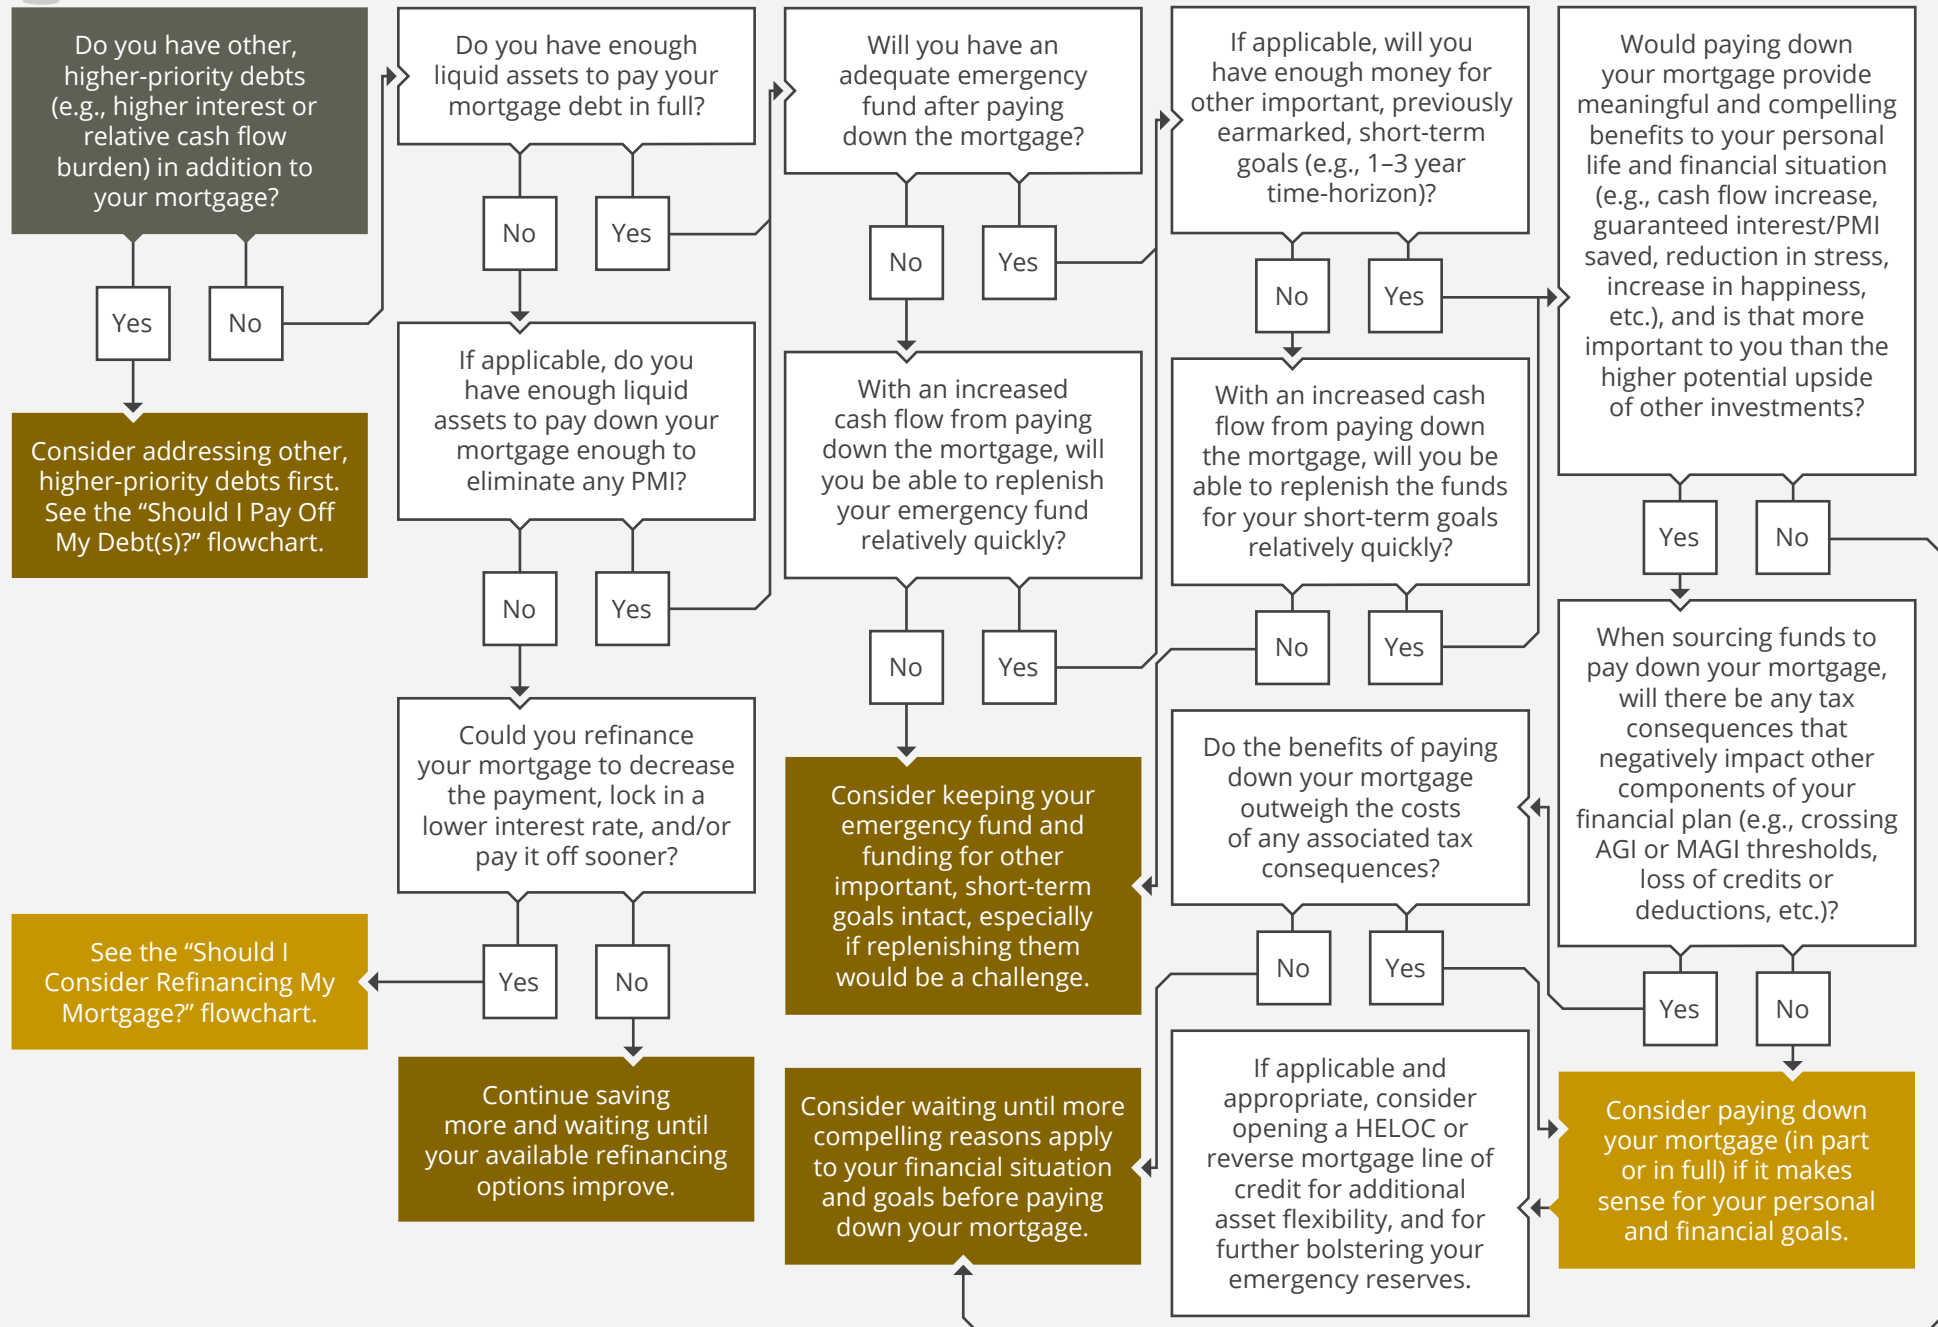 Do you have other,
higher-priority debts
(e.g., higher interest or
relative cash flow
burden) in addition to
your mortgage?
Yes
No
Consider addressing other,
higher-priority debts first.
See the “Should I Pay Off
My Debt(s)?” flowchart.
Do you have enough
liquid assets to pay your
mortgage debt in full?
No
Yes
If applicable, do you
have enough liquid
assets to pay down your
mortgage enough to
eliminate any PMI?
No
Yes
Could you refinance
your mortgage to decrease
the payment, lock in a
lower interest rate, and/or
pay it off sooner?
Yes
No
See the “Should I
Consider Refinancing My
Mortgage?” flowchart.
Continue saving
more and waiting until
your available refinancing
options improve.
Will you have an
adequate emergency
fund after paying
down the mortgage?
No
Yes
With an increased
cash flow from paying
down the mortgage, will
you be able to replenish
your emergency fund
relatively quickly?
No
Yes
Consider keeping your
emergency fund and
funding for other
important, short-term
goals intact, especially
if replenishing them
would be a challenge.
Consider waiting until more
compelling reasons apply
to your financial situation
and goals before paying
down your mortgage.
If applicable, will you
have enough money for
other important, previously
earmarked, short-term
goals (e.g., 1–3 year
time-horizon)?
No
Yes
With an increased cash
flow from paying down
the mortgage, will you be
able to replenish the funds
for your short-term goals
relatively quickly?
No
Yes
Do the benefits of paying
down your mortgage
outweigh the costs
of any associated tax
consequences?
No
Yes
If applicable and
appropriate, consider
opening a HELOC or
reverse mortgage line of
credit for additional
asset flexibility, and for
further bolstering your
emergency reserves.
Would paying down
your mortgage provide
meaningful and compelling
benefits to your personal
life and financial situation
(e.g., cash flow increase,
guaranteed interest/PMI
saved, reduction in stress,
increase in happiness,
etc.), and is that more
important to you than the
higher potential upside
of other investments?
Yes
No
When sourcing funds to
pay down your mortgage,
will there be any tax
consequences that
negatively impact other
components of your
financial plan (e.g., crossing
AGI or MAGI thresholds,
loss of credits or
deductions, etc.)?
Yes
No
Consider paying down
your mortgage (in part
or in full) if it makes
sense for your personal
and financial goals.